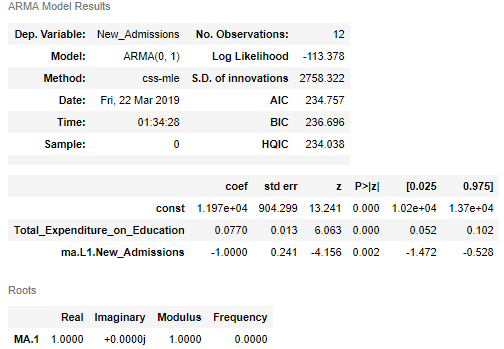 ARMA Model Results
Dep. Variable: New_Admissions No. Observations: 12
Model: ARMA(0, 1) Log Likelihood -113.378
Method: css-mle S.D. of innovations 2758.322
Date: Fri, 22 Mar 2019 AIC 234.757
Time: 01:34:28 BIC 236.696
Sample: 0 HQIC 234.038
coef std err z P>|z| [0.025 0.975]
const 1.197e+04 904.299 13.241 0.000 1.02e+04 1.37e+04
Total_Expenditure_on_Education 0.0770 0.013 6.063 0.000 0.052 0.102
ma.L1.New_Admissions -1.0000 0.241 -4.156 0.002 -1.472 -0.528
Roots
Real Imaginary Modulus Frequency
MA.1 1.0000 +0.0000j 1.0000 0.0000